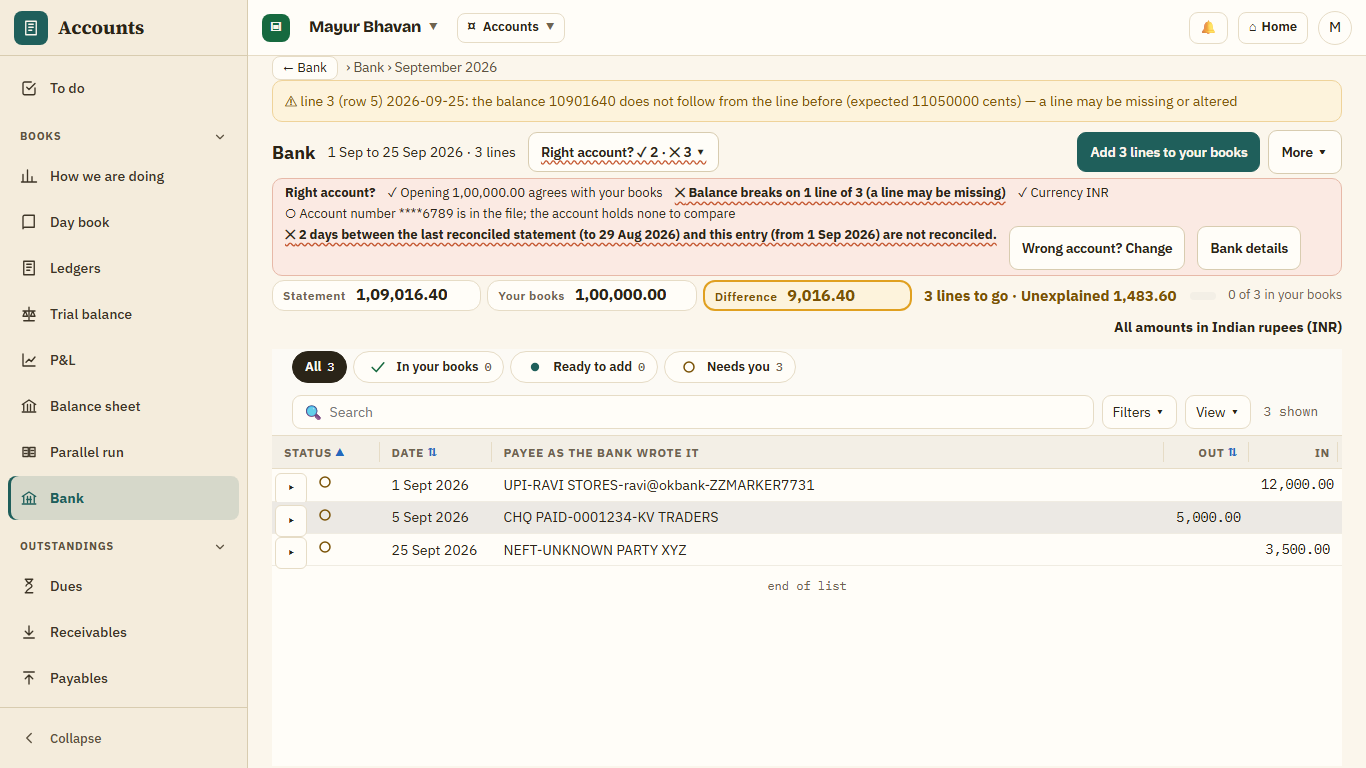 Accounts
Mayur Bhavan ▼
¤ Accounts ▼
🔔
⌂ Home
M
To do
BOOKS
How we are doing
Day book
Ledgers
Trial balance
P&L
Balance sheet
Parallel run
Bank
OUTSTANDINGS
Dues
Receivables
Payables
Collapse
← Bank › Bank › September 2026
⚠ line 3 (row 5) 2026-09-25: the balance 10901640 does not follow from the line before (expected 11050000 cents) — a line may be missing or altered
Bank 1 Sep to 25 Sep 2026 · 3 lines Right account? ✓ 2 · ✕ 3 ▾ Add 3 lines to your books More ▾
Right account? ✓ Opening 1,00,000.00 agrees with your books ✕ Balance breaks on 1 line of 3 (a line may be missing) ✓ Currency INR
○ Account number ****6789 is in the file; the account holds none to compare
✕ 2 days between the last reconciled statement (to 29 Aug 2026) and this entry (from 1 Sep 2026) are not reconciled. Wrong account? Change Bank details
Statement 1,09,016.40 Your books 1,00,000.00 Difference 9,016.40 3 lines to go · Unexplained 1,483.60 0 of 3 in your books
All amounts in Indian rupees (INR)
All 3 ✓ In your books 0 ● Ready to add 0 ○ Needs you 3
🔍 Search Filters ▾ View ▾ 3 shown
STATUS ▲ DATE ⇅ PAYEE AS THE BANK WROTE IT OUT ⇅ IN
▸ ○ 1 Sept 2026 UPI-RAVI STORES-ravi@okbank-ZZMARKER7731 12,000.00
▸ ○ 5 Sept 2026 CHQ PAID-0001234-KV TRADERS 5,000.00
▸ ○ 25 Sept 2026 NEFT-UNKNOWN PARTY XYZ 3,500.00
end of list